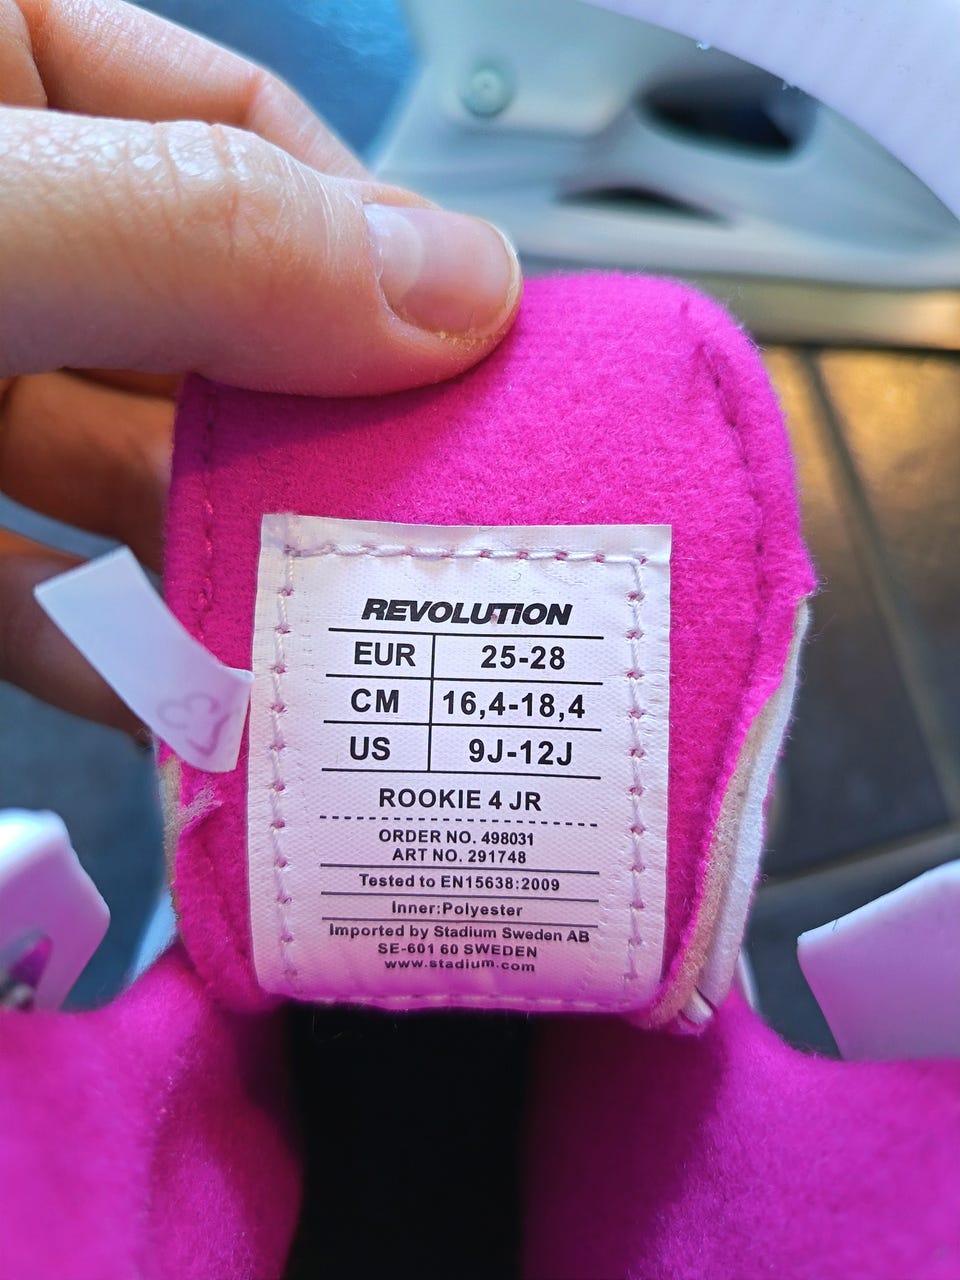 REVOLUTION
EUR 25-28
CM 16,4-18,4
US 9J-12J
ROOKIE 4 JR
ORDER NO. 498031
ART NO. 291748
Tested to EN15638:2009
Inner:Polyester
Imported by Stadium Sweden AB
SE-601 60 SWEDEN
www.stadium.com